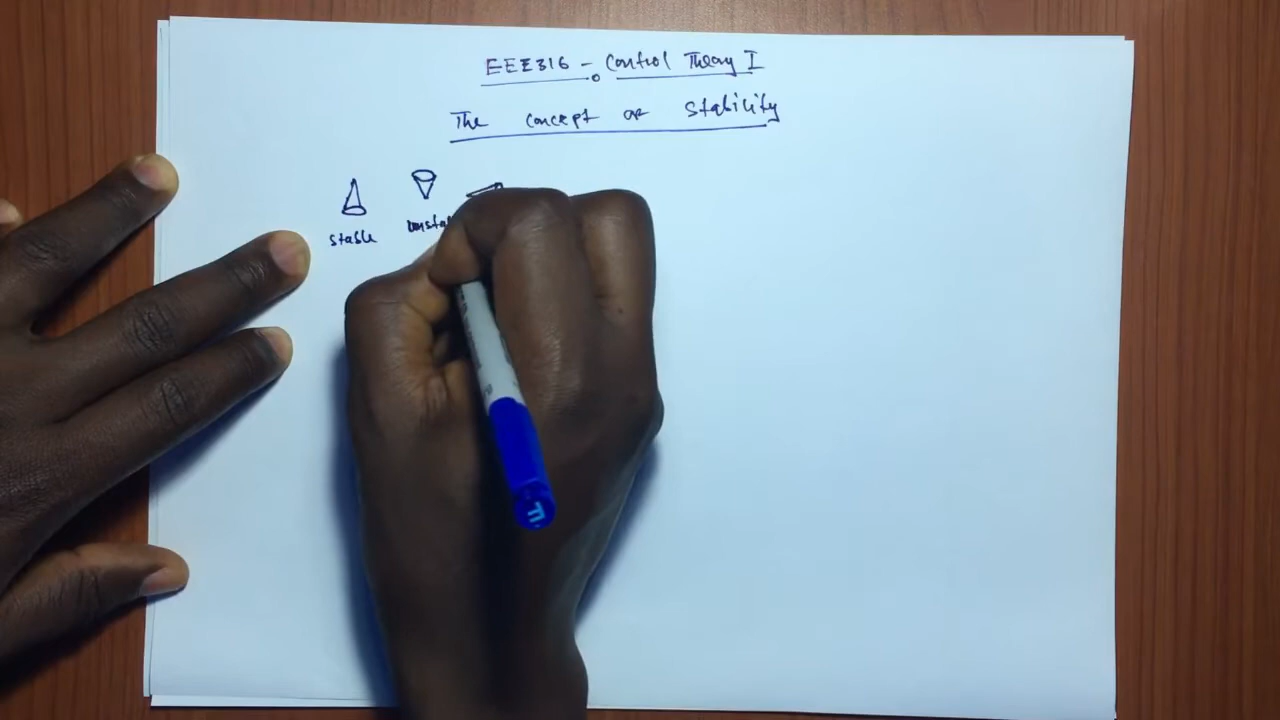 EEE316 - Control Theory I
The concept of stability
stable